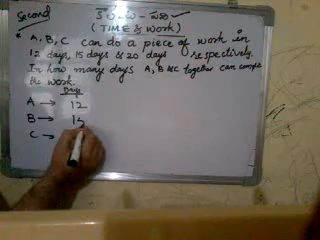 Second
(TIME & WORK)
* A, B, C can do a piece of work in
12 days, 15 days & 20 days respectively.
In how many days A, B & C together can
the work.
Days
A → 12
B → 15
C →